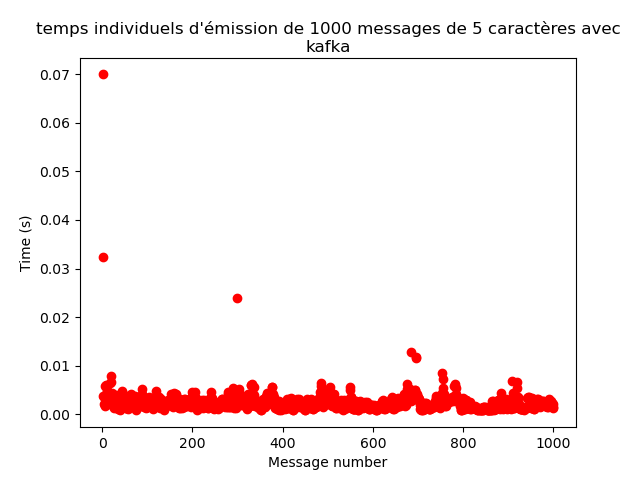 temps individuels d'émission de 1000 messages de 5 caractères avec
kafka
0.07
0.06
0.05
0.04
0.03
0.02
0.01
0.00
Time (s)
0 200 400 600 800 1000
Message number